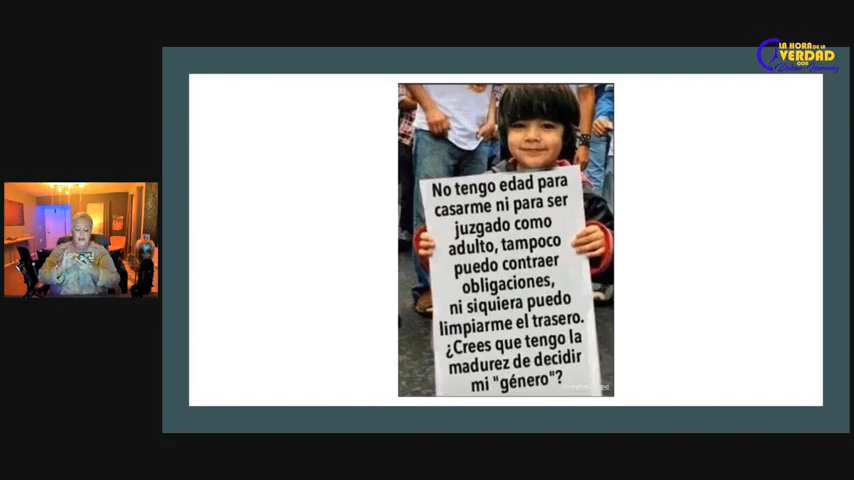 LA HORA DE LA
VERDAD
CON
No tengo edad para
casarme ni para ser
juzgado como
adulto, tampoco
puedo contraer
obligaciones,
ni siquiera puedo
limpiarme el trasero.
¿Crees que tengo la
madurez de decidir
mi "género"?